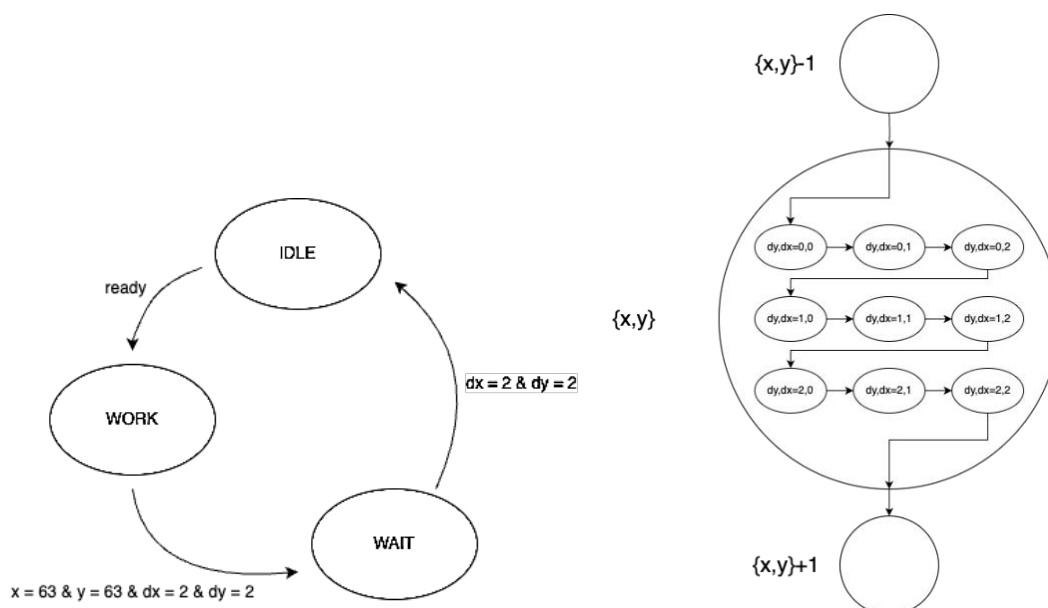 IDLE
ready
WORK
dx = 2 & dy = 2
WAIT
x = 63 & y = 63 & dx = 2 & dy = 2
{x,y}-1
{x,y}
dy,dx=0,0
dy,dx=0,1
dy,dx=0,2
dy,dx=1,0
dy,dx=1,1
dy,dx=1,2
dy,dx=2,0
dy,dx=2,1
dy,dx=2,2
{x,y}+1